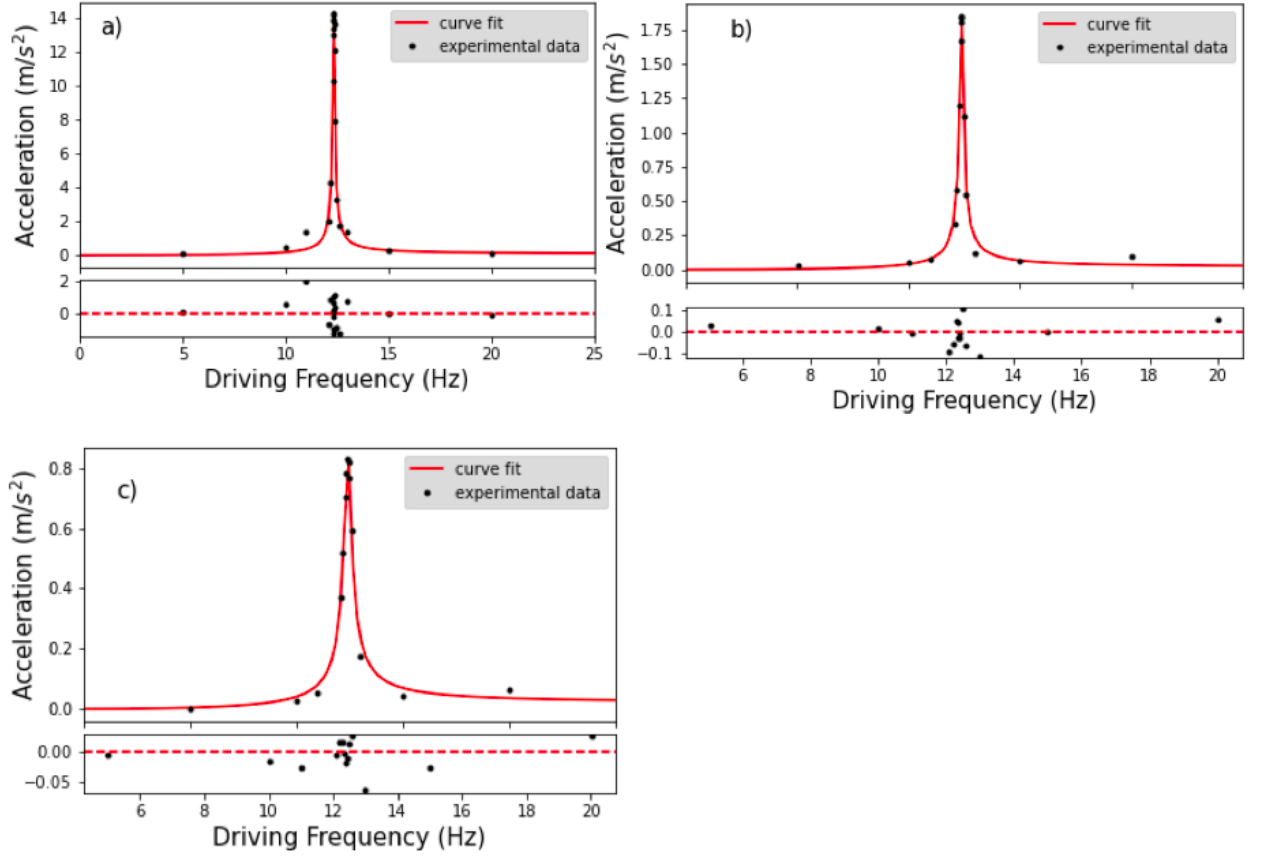 a)
curve fit
experimental data
Acceleration (m/s²)
14
12
10
8
6
4
2
0
2
0
0 5 10 15 20 25
Driving Frequency (Hz)
b)
curve fit
experimental data
Acceleration (m/s²)
1.75
1.50
1.25
1.00
0.75
0.50
0.25
0.00
0.1
0.0
−0.1
6 8 10 12 14 16 18 20
Driving Frequency (Hz)
c)
curve fit
experimental data
Acceleration (m/s²)
0.8
0.6
0.4
0.2
0.0
0.00
−0.05
6 8 10 12 14 16 18 20
Driving Frequency (Hz)